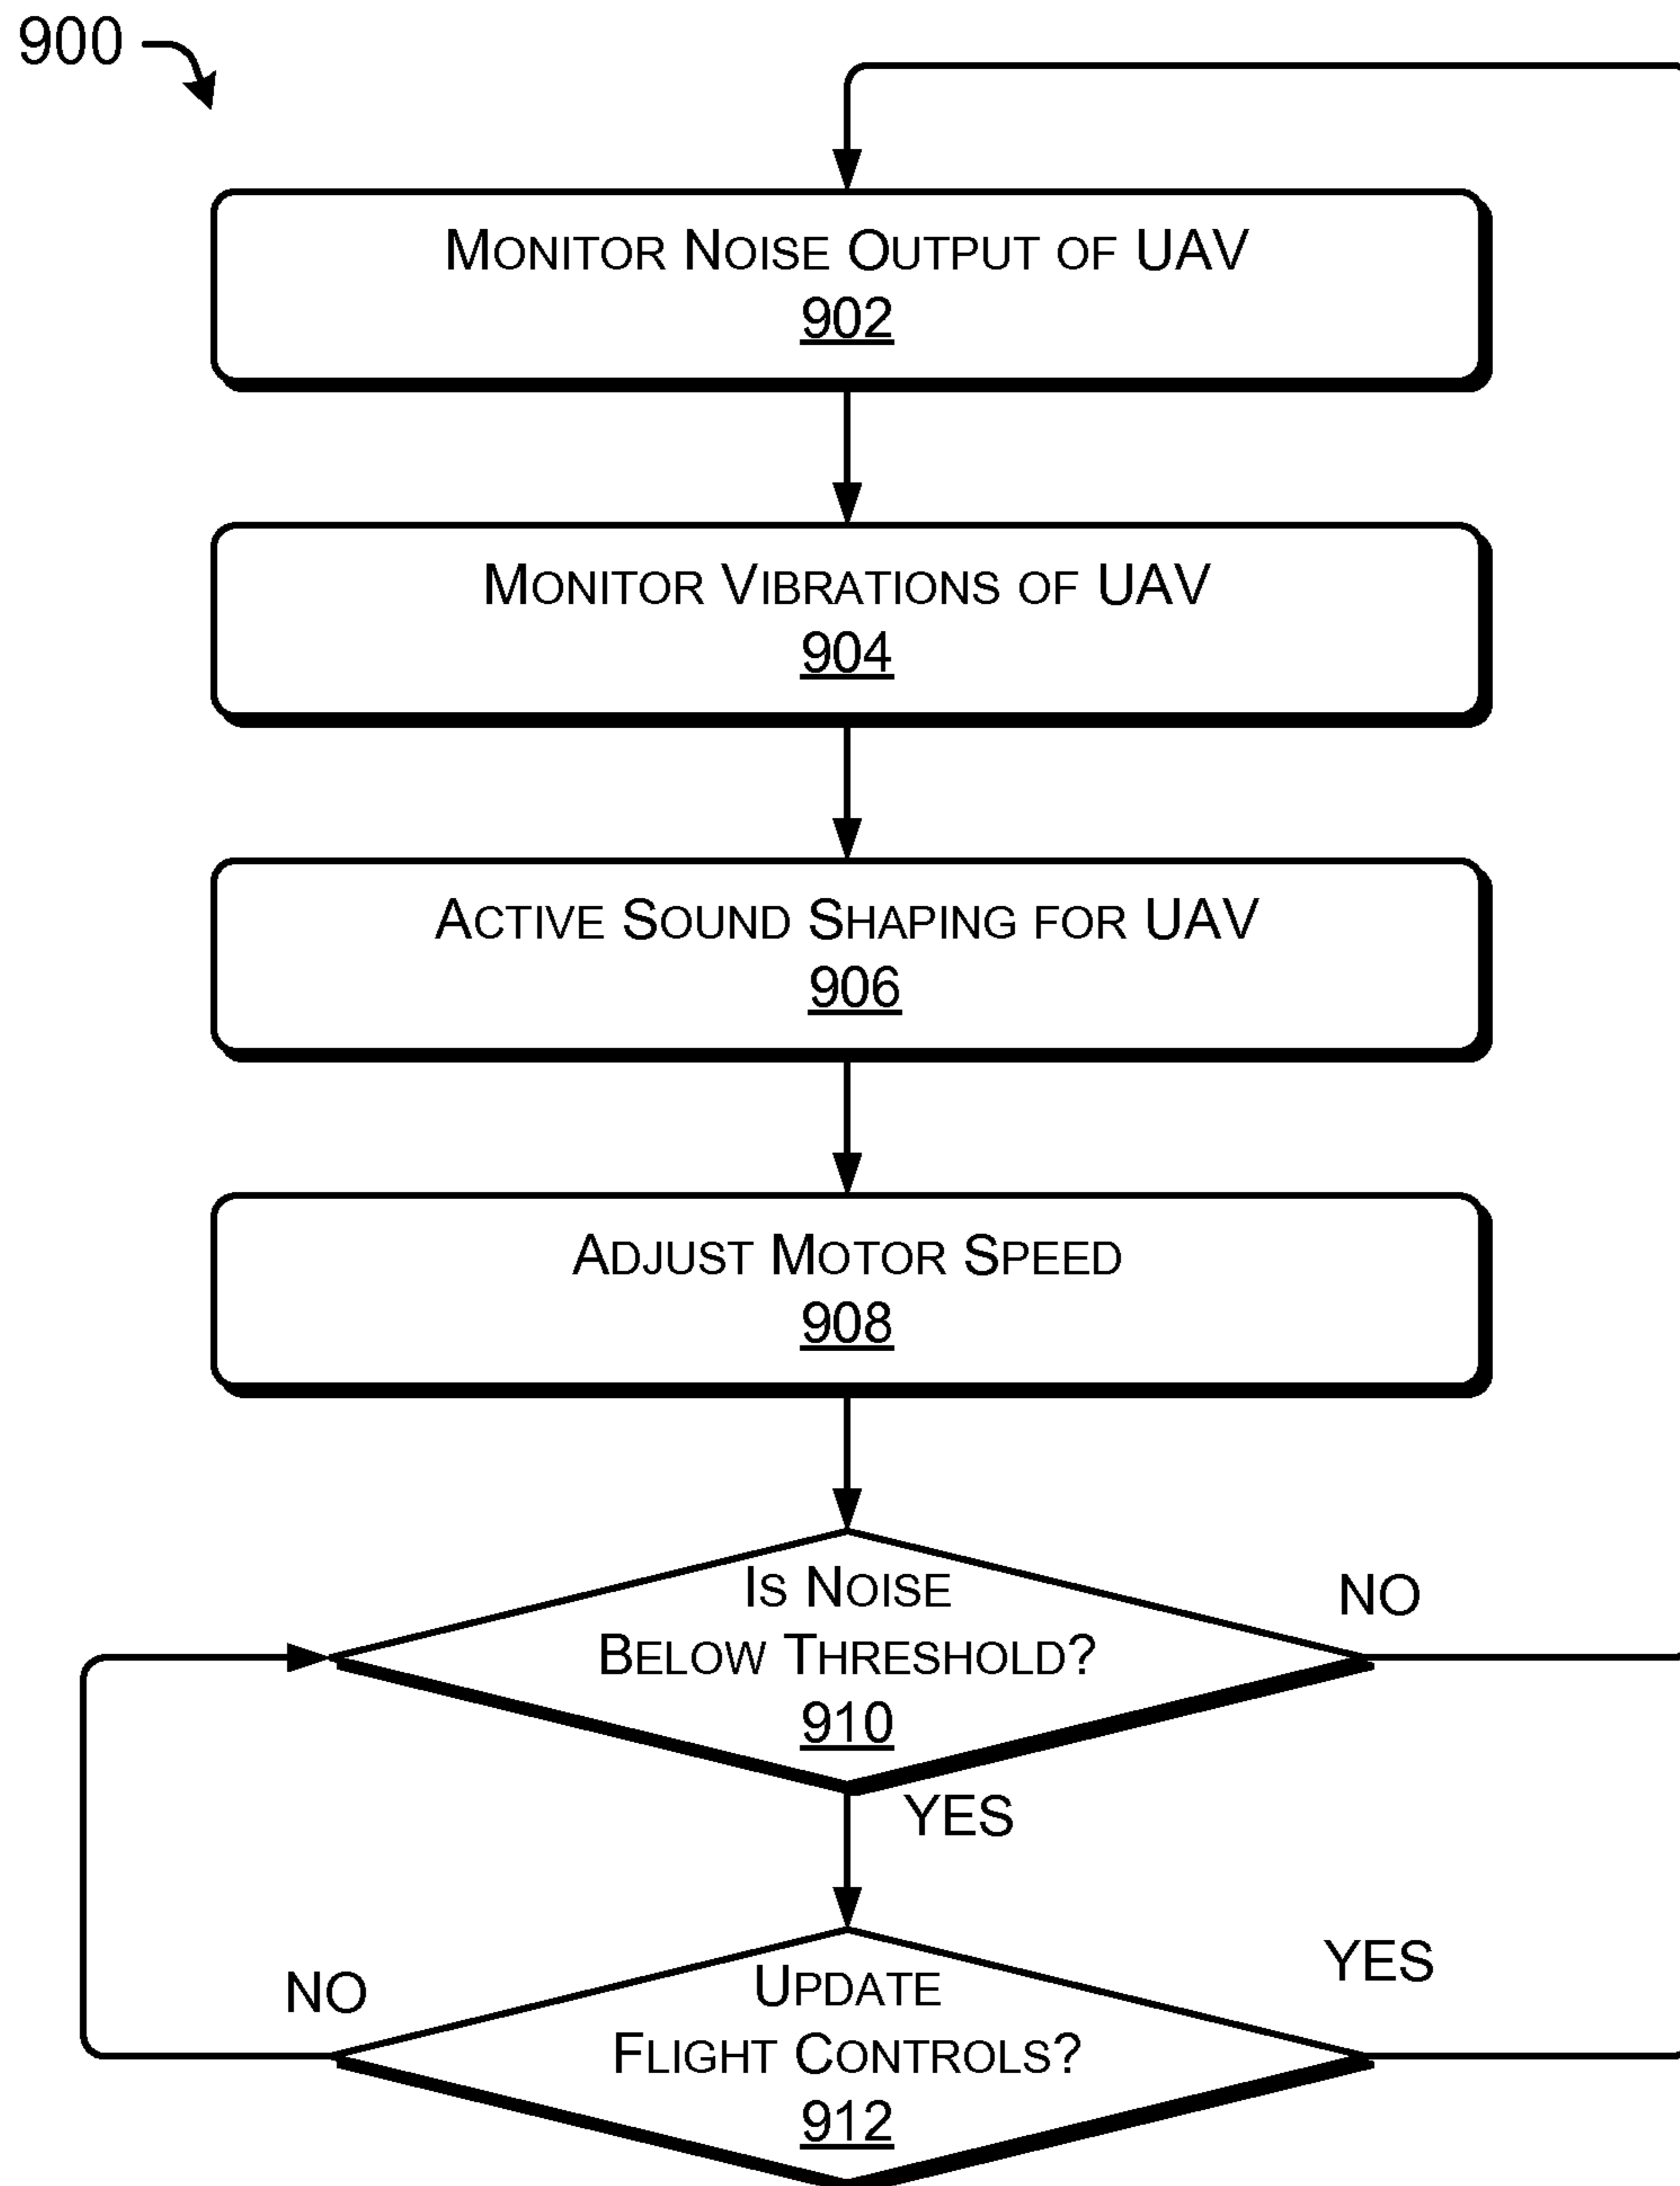 900
MONITOR NOISE OUTPUT OF UAV
902
MONITOR VIBRATIONS OF UAV
904
ACTIVE SOUND SHAPING FOR UAV
906
ADJUST MOTOR SPEED
908
IS NOISE
BELOW THRESHOLD?
910
NO
YES
UPDATE
FLIGHT CONTROLS?
912
NO
YES